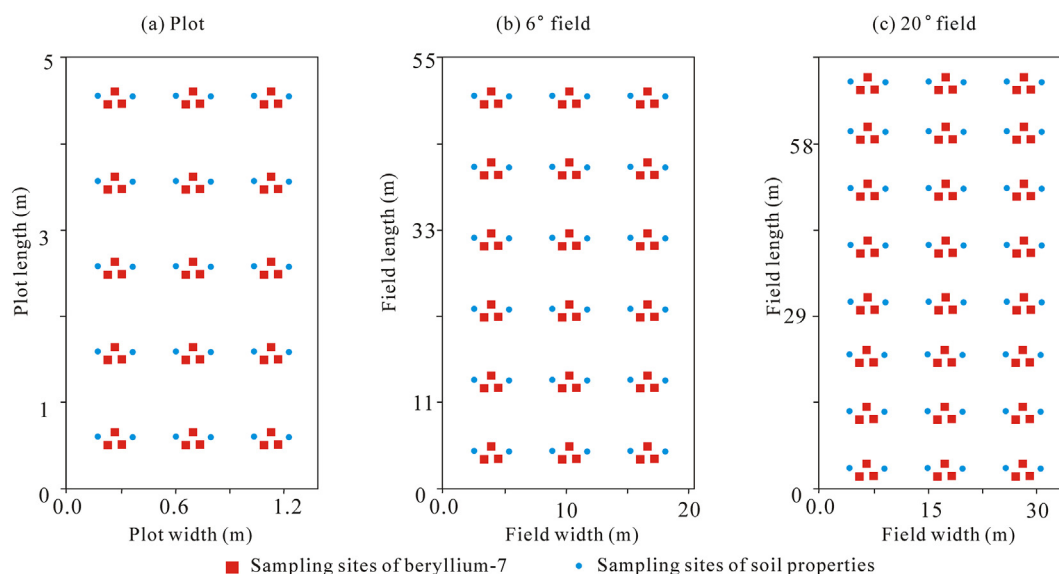 (a) Plot
(b) 6° field
(c) 20° field
5
3
1
0
Plot length (m)
0.0 0.6 1.2
Plot width (m)
55
33
11
0
Field length (m)
0.0 10 20
Field width (m)
58
29
0
Field length (m)
0.0 15 30
Field width (m)
Sampling sites of beryllium-7
Sampling sites of soil properties